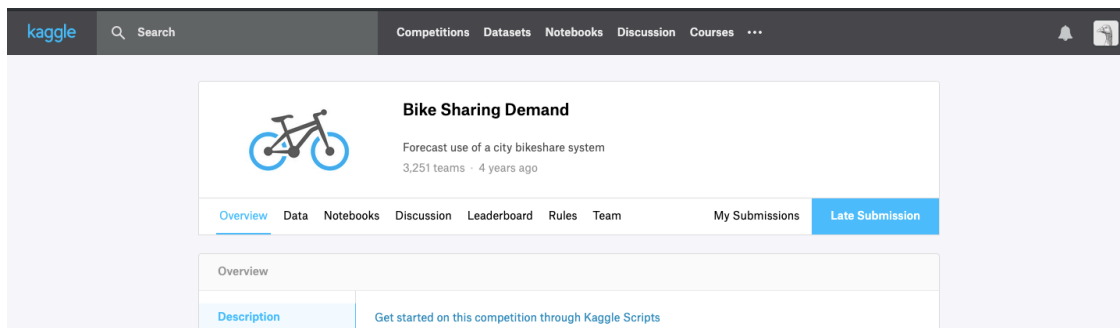 kaggle Search Competitions Datasets Notebooks Discussion Courses
Bike Sharing Demand
Forecast use of a city bikeshare system
3,251 teams · 4 years ago
Overview Data Notebooks Discussion Leaderboard Rules Team My Submissions Late Submission
Overview
Description Get started on this competition through Kaggle Scripts